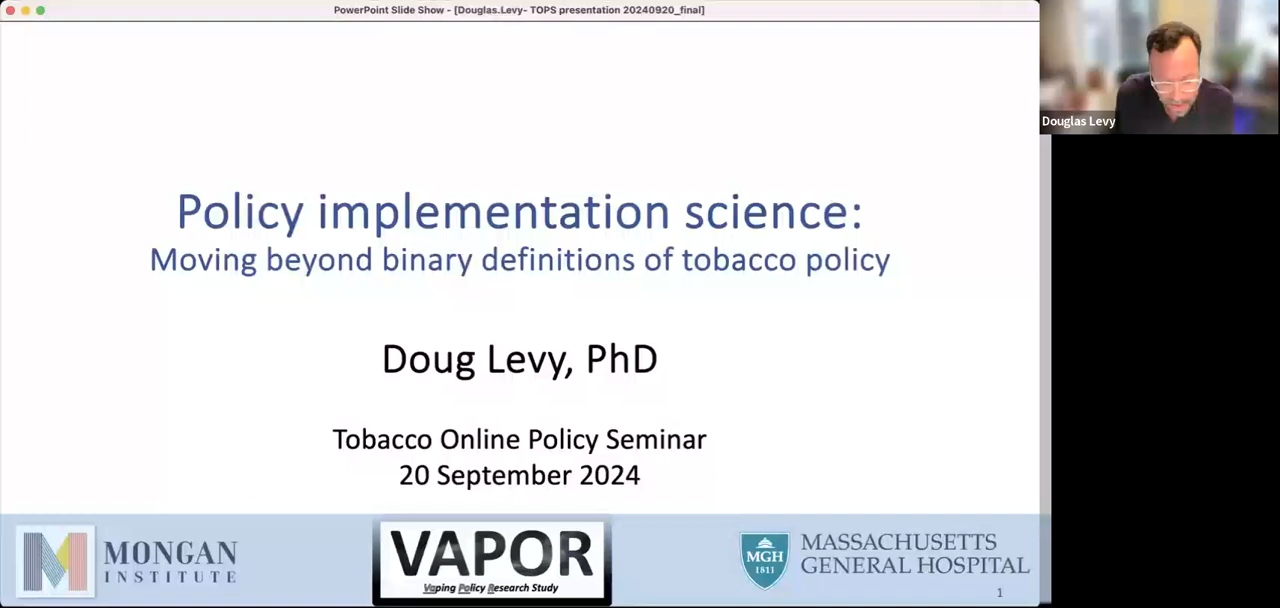 PowerPoint Slide Show - [Douglas.Levy- TOPS presentation 20240920_final]
Douglas Levy
Policy implementation science:
Moving beyond binary definitions of tobacco policy
Doug Levy, PhD
Tobacco Online Policy Seminar
20 September 2024
MONGAN
INSTITUTE
VAPOR
Vaping Policy Research Study
MGH
1811
MASSACHUSETTS
GENERAL HOSPITAL
1